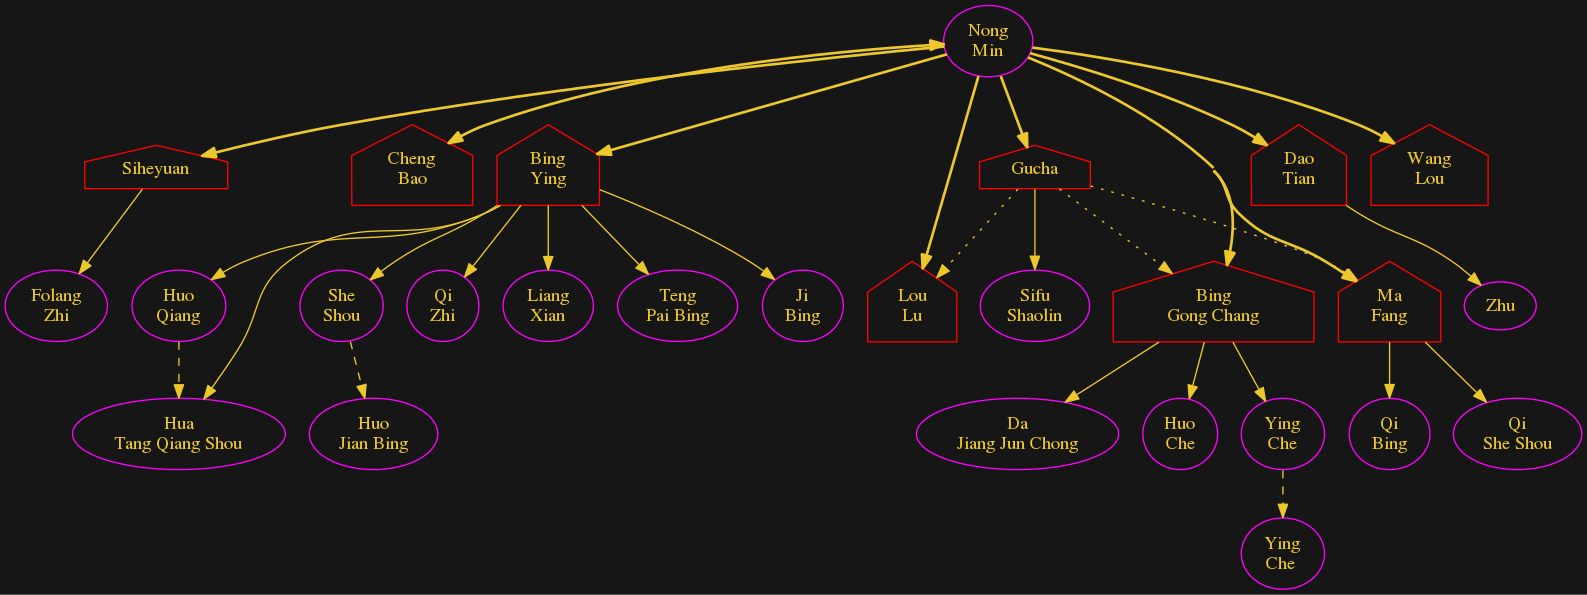 Nong
Min
Siheyuan
Cheng
Bao
Bing
Ying
Gucha
Dao
Tian
Wang
Lou
Folang
Zhi
Huo
Qiang
She
Shou
Qi
Zhi
Liang
Xian
Teng
Pai Bing
Ji
Bing
Lou
Lu
Sifu
Shaolin
Bing
Gong Chang
Ma
Fang
Zhu
Hua
Tang Qiang Shou
Huo
Jian Bing
Da
Jiang Jun Chong
Huo
Che
Ying
Che
Qi
Bing
Qi
She Shou
Ying
Che